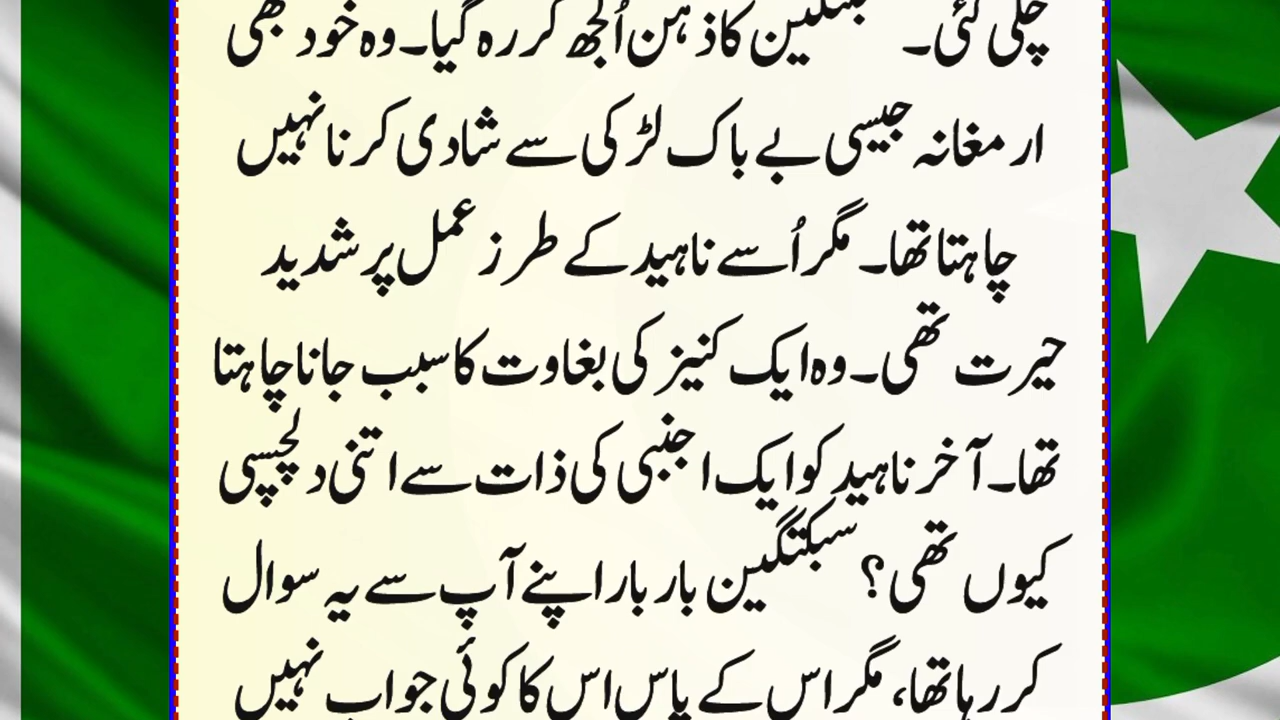 چلی گئی۔ سبکتگین کا ذہن اُلجھ کر رہ گیا۔ وہ خود بھی
ارمغانہ جیسی بے باک لڑکی سے شادی کرنا نہیں
چاہتا تھا۔ مگر اُسے ناہید کے طرز عمل پر شدید
حیرت تھی۔ وہ ایک کنیز کی بغاوت کا سبب جانا چاہتا
تھا۔ آخر ناہید کو ایک اجنبی کی ذات سے اتنی دلچسپی
کیوں تھی؟ سبکتگین بار بار اپنے آپ سے یہ سوال
کر رہا تھا، مگر اس کے پاس اس کا کوئی جواب نہیں